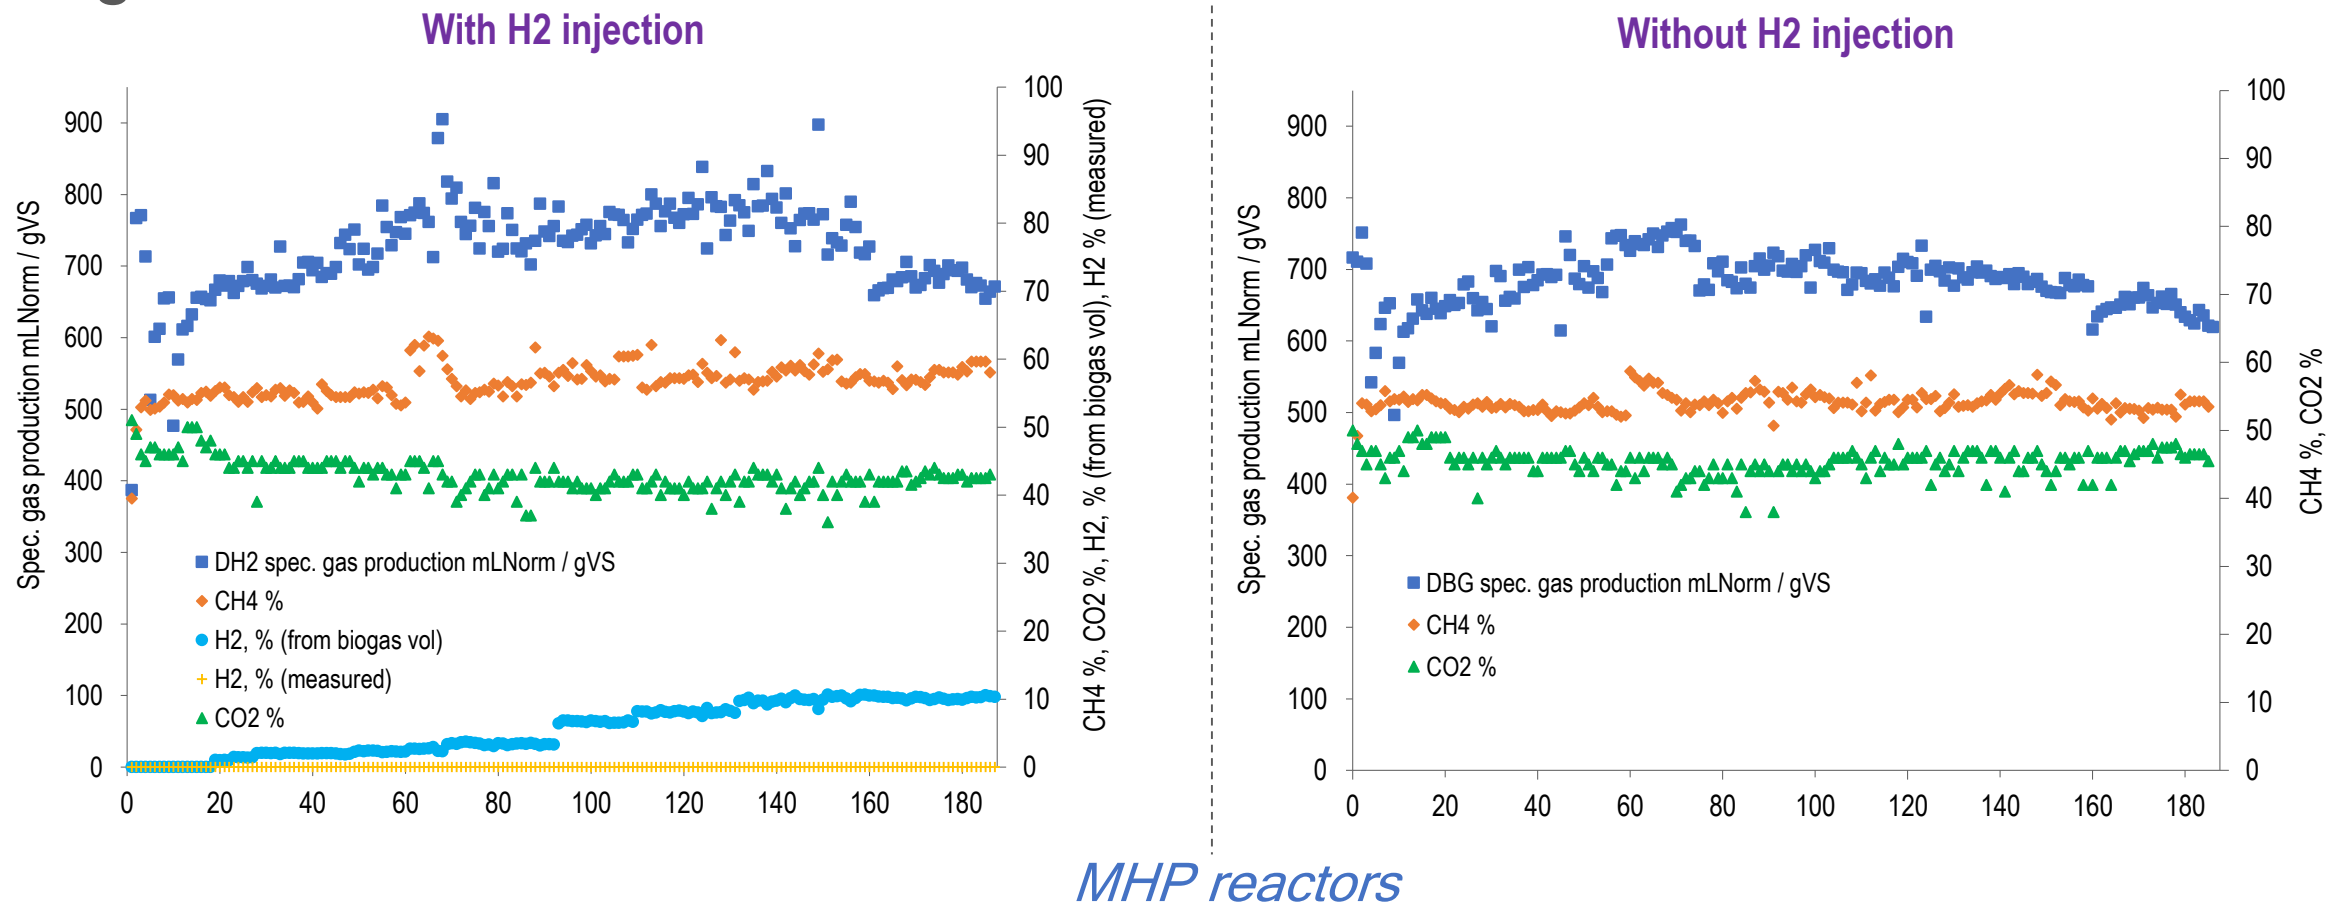 With H2 injection
Without H2 injection
Spec. gas production mLNorm / gVS
900
800
700
600
500
400
300
200
100
0
0 20 40 60 80 100 120 140 160 180
100
90
80
70
60
50
40
30
20
10
0
CH4 %, CO2 %, H2, % (from biogas vol), H2 % (measured)
DH2 spec. gas production mLNorm / gVS
CH4 %
H2, % (from biogas vol)
H2, % (measured)
CO2 %
Spec. gas production mLNorm / gVS
900
800
700
600
500
400
300
200
100
0
0 20 40 60 80 100 120 140 160 180
100
90
80
70
60
50
40
30
20
10
0
CH4 %, CO2 %
DBG spec. gas production mLNorm / gVS
CH4 %
CO2 %
MHP reactors